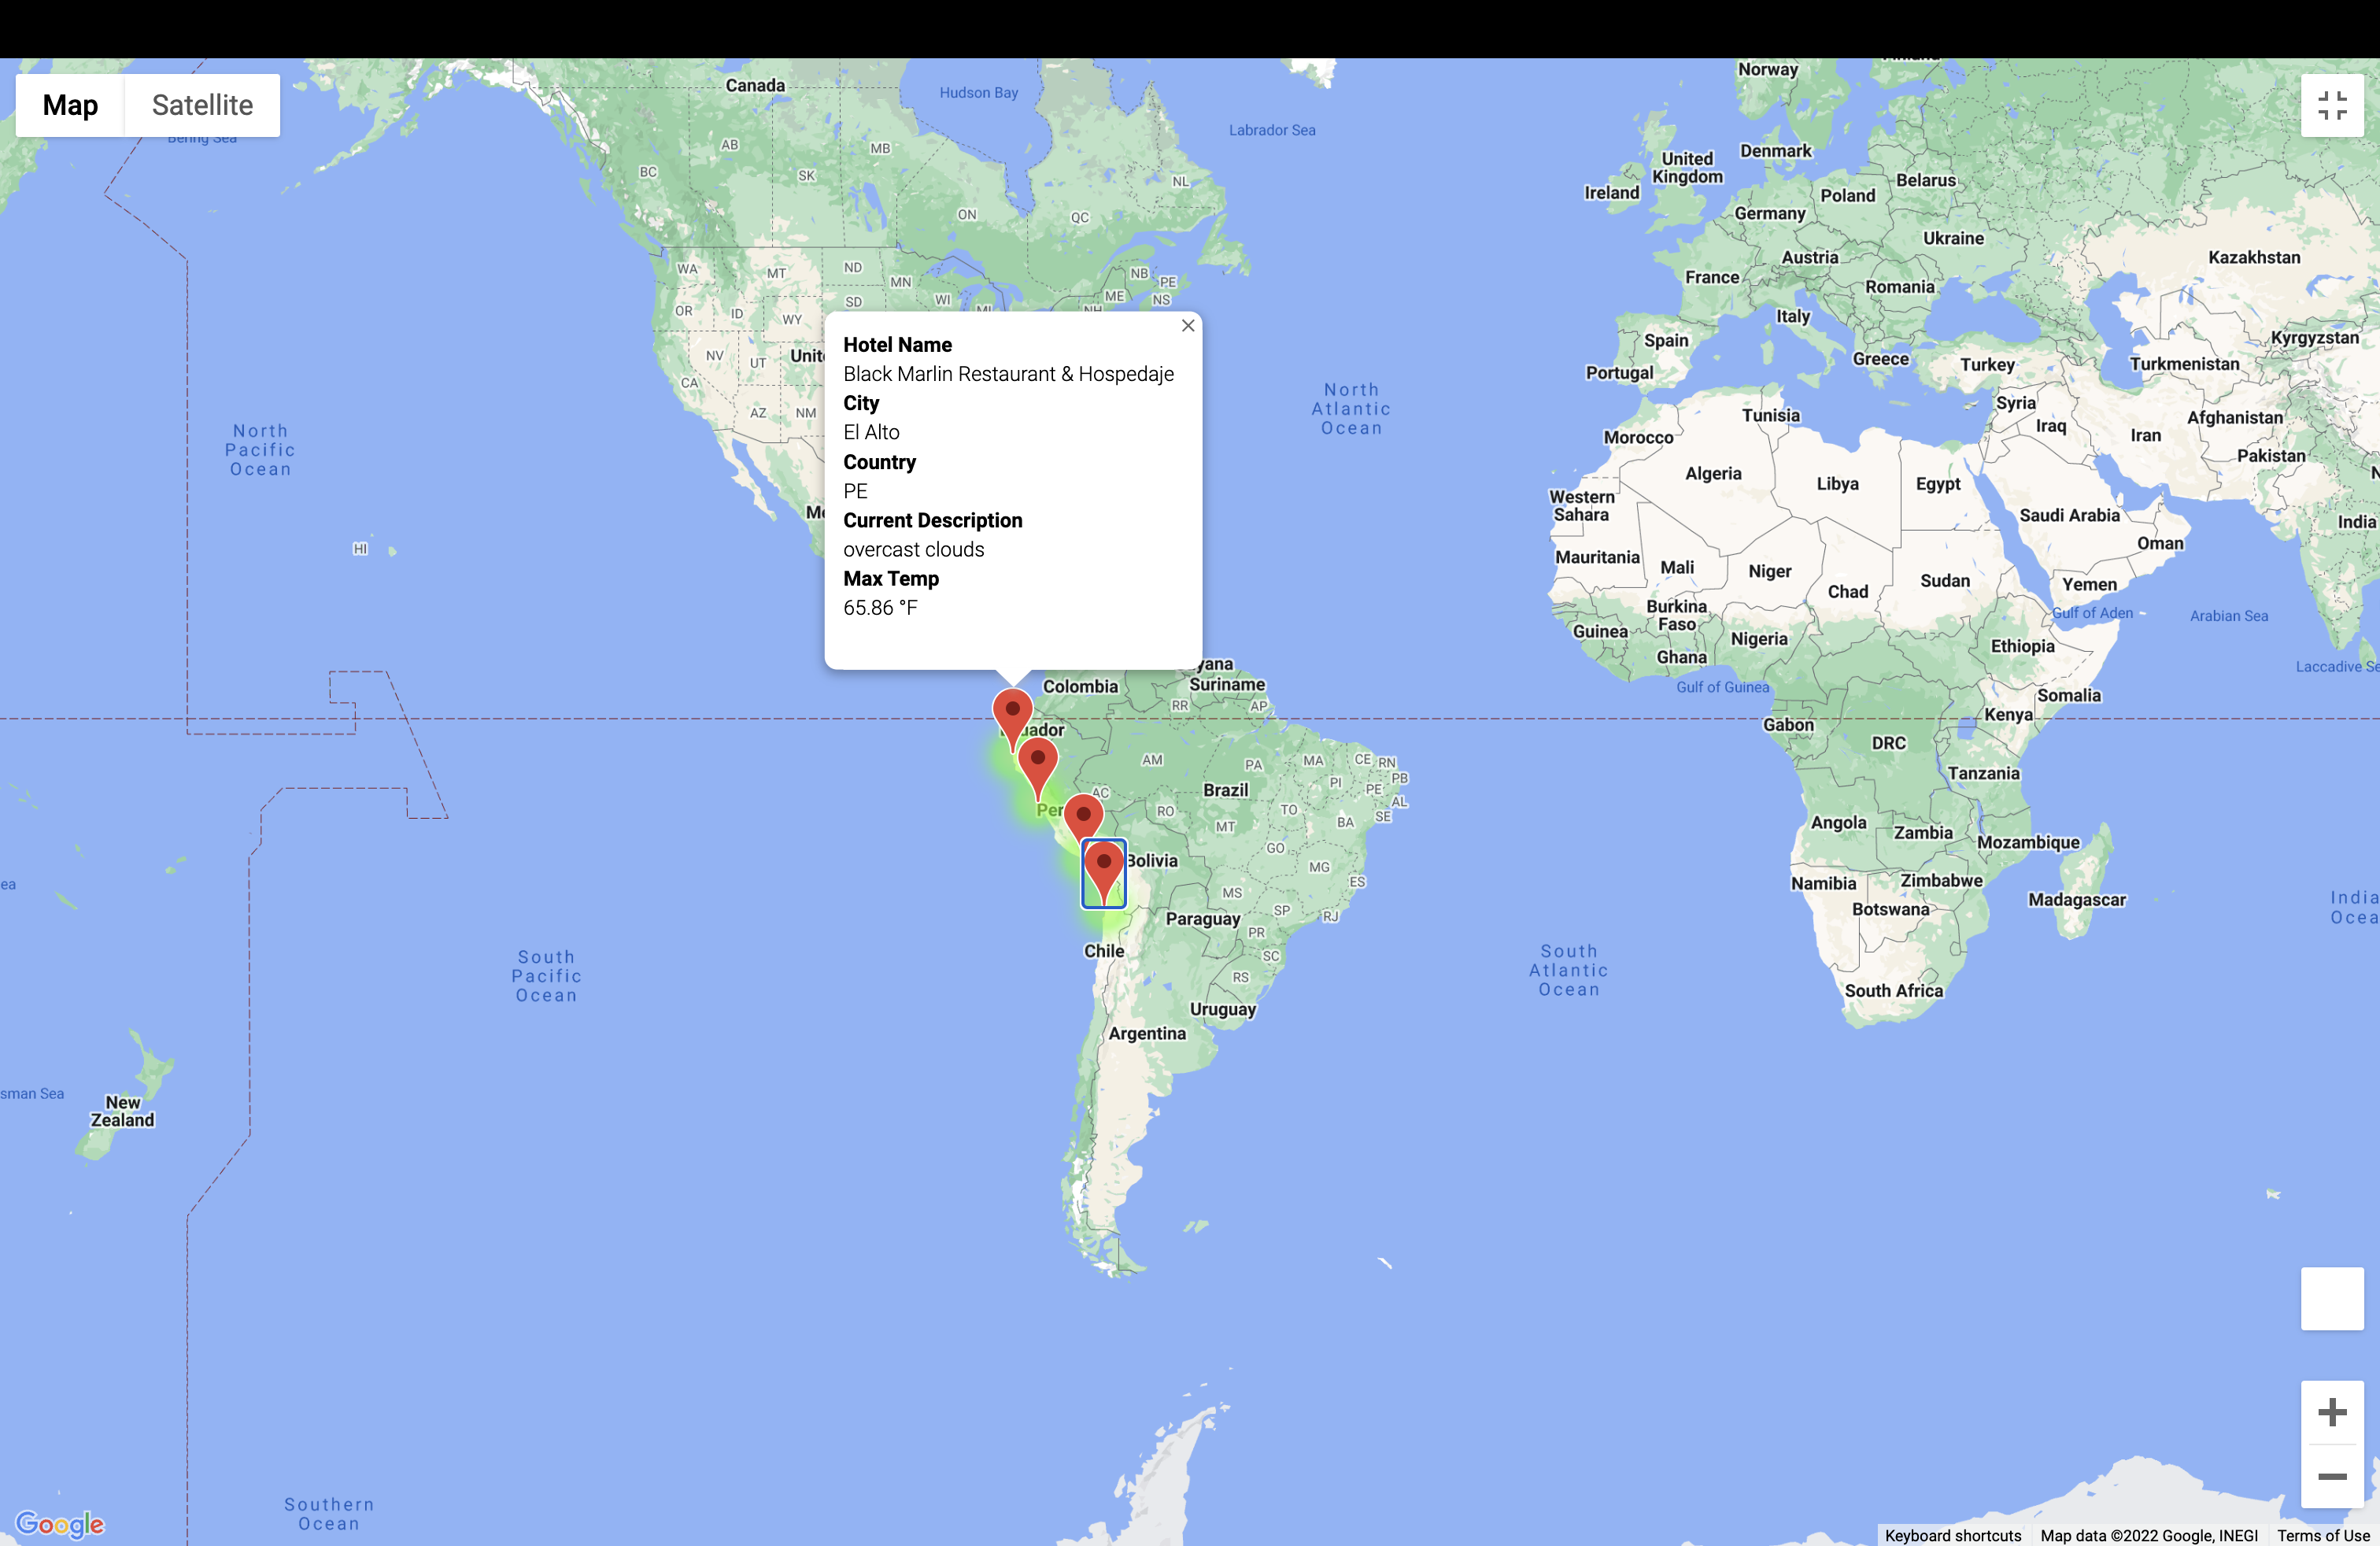 Map
Satellite
Bering Sea
Canada
Hudson Bay
Labrador Sea
AB
MB
BC
SK
NL
ON
QC
Norway
Denmark
United
Kingdom
Ireland
Belarus
Poland
Germany
Ukraine
Austria
France
Romania
Kazakhstan
Italy
Spain
Portugal
Greece
Turkey
Turkmenistan
Kyrgyzstan
WA
MT
ND
MN
NB
PE
OR
ID
SD
WI
ME
NS
WY
NV
UT
CA
AZ
NM
Hotel Name
Black Marlin Restaurant & Hospedaje
City
El Alto
Country
PE
Current Description
overcast clouds
Max Temp
65.86 °F
North
Pacific
Ocean
North
Atlantic
Ocean
HI
Tunisia
Syria
Afghanistan
Morocco
Iraq
Iran
Pakistan
Algeria
Libya
Egypt
Western
Sahara
Saudi Arabia
India
Oman
Mauritania
Mali
Niger
Chad
Sudan
Yemen
Burkina
Faso
Gulf of Aden
Arabian Sea
Guinea
Nigeria
Ethiopia
Ghana
Laccadive Se
Gulf of Guinea
Somalia
Kenya
Gabon
DRC
Tanzania
Angola
Zambia
Mozambique
Namibia
Zimbabwe
Madagascar
Botswana
South Africa
India
Ocea
yana
Colombia
Suriname
RR
AP
uador
AM
PA
MA
CE
RN
PB
PI
PE
AL
SE
AC
Per
RO
Brazil
TO
BA
MT
GO
Bolivia
MG
ES
MS
SP
RJ
Paraguay
PR
SC
Chile
RS
Uruguay
Argentina
South
Pacific
Ocean
South
Atlantic
Ocean
ea
sman Sea
New
Zealand
Southern
Ocean
Google
Keyboard shortcuts
Map data ©2022 Google, INEGI
Terms of Use